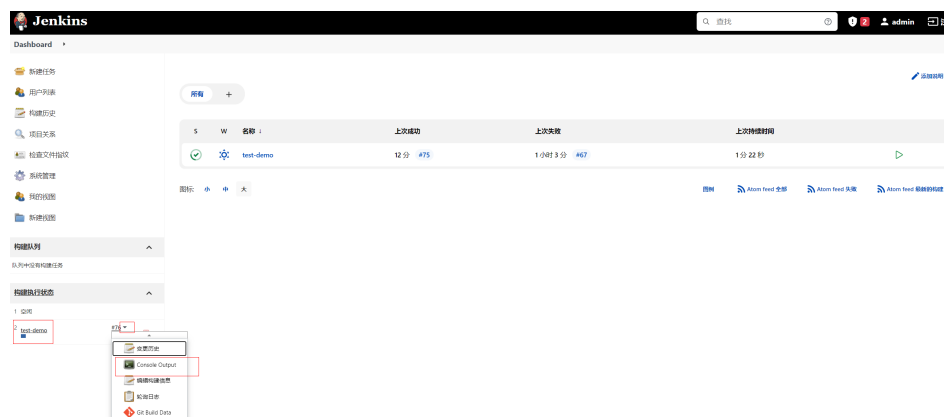 Jenkins
查找
2
admin
Dashboard
新建任务
用户列表
构建历史
项目关系
检查文件指纹
系统管理
我的视图
新建视图
添加说明
所有 +
S W 名称 ↓ 上次成功 上次失败 上次持续时间
test-demo 12 分 #75 1 小时 3 分 #67 1 分 22 秒
图标: 小 中 大
图例 Atom feed 全部 Atom feed 失败 Atom feed 最新的构建
构建队列
队列中没有构建任务
构建执行状态
1 空闲
2 test-demo #76
变更历史
Console Output
编辑构建信息
轮询日志
Git Build Data